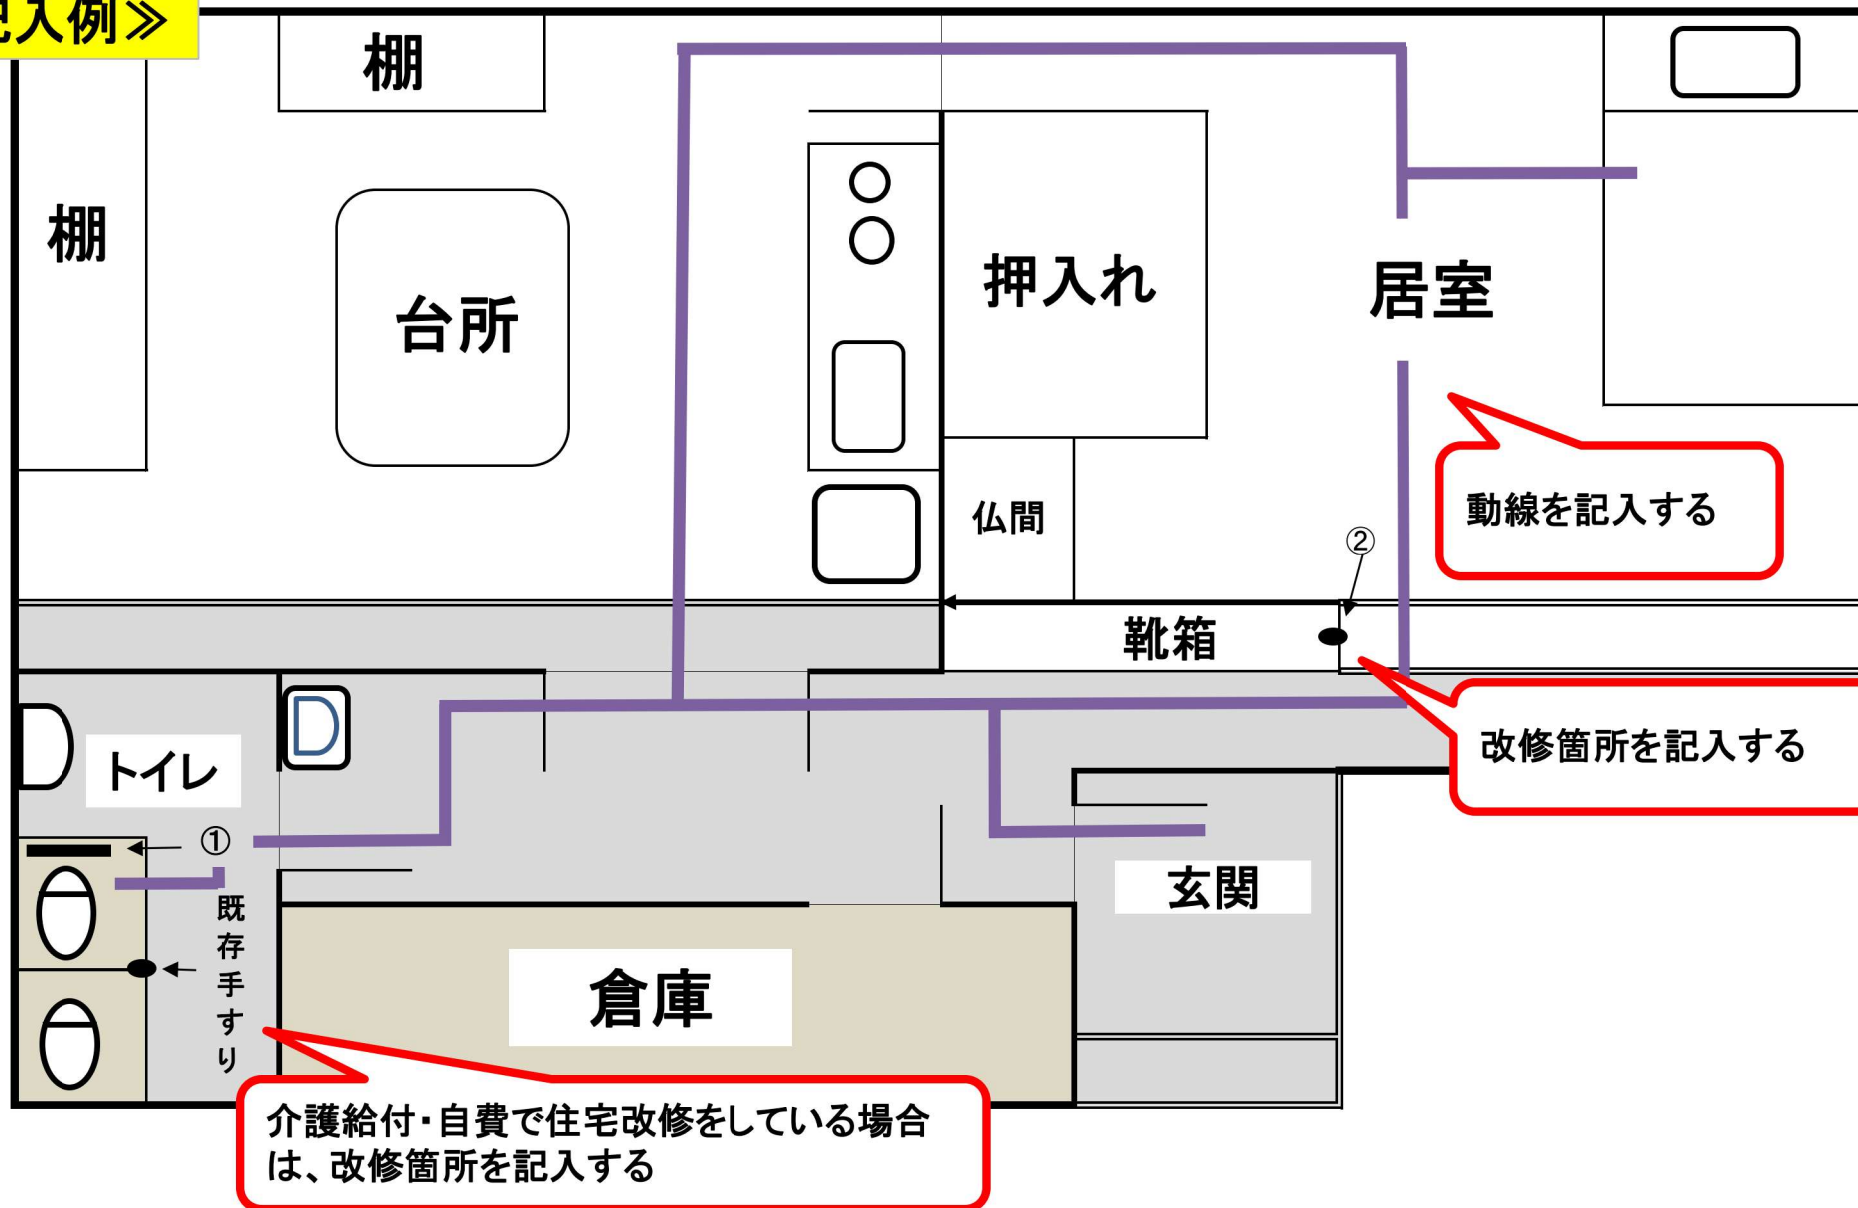 記入例≫
棚
棚
台所
押入れ
居室
仏間
動線を記入する
②
靴箱
改修箇所を記入する
トイレ
①
既存手すり
玄関
倉庫
介護給付・自費で住宅改修をしている場合
は、改修箇所を記入する